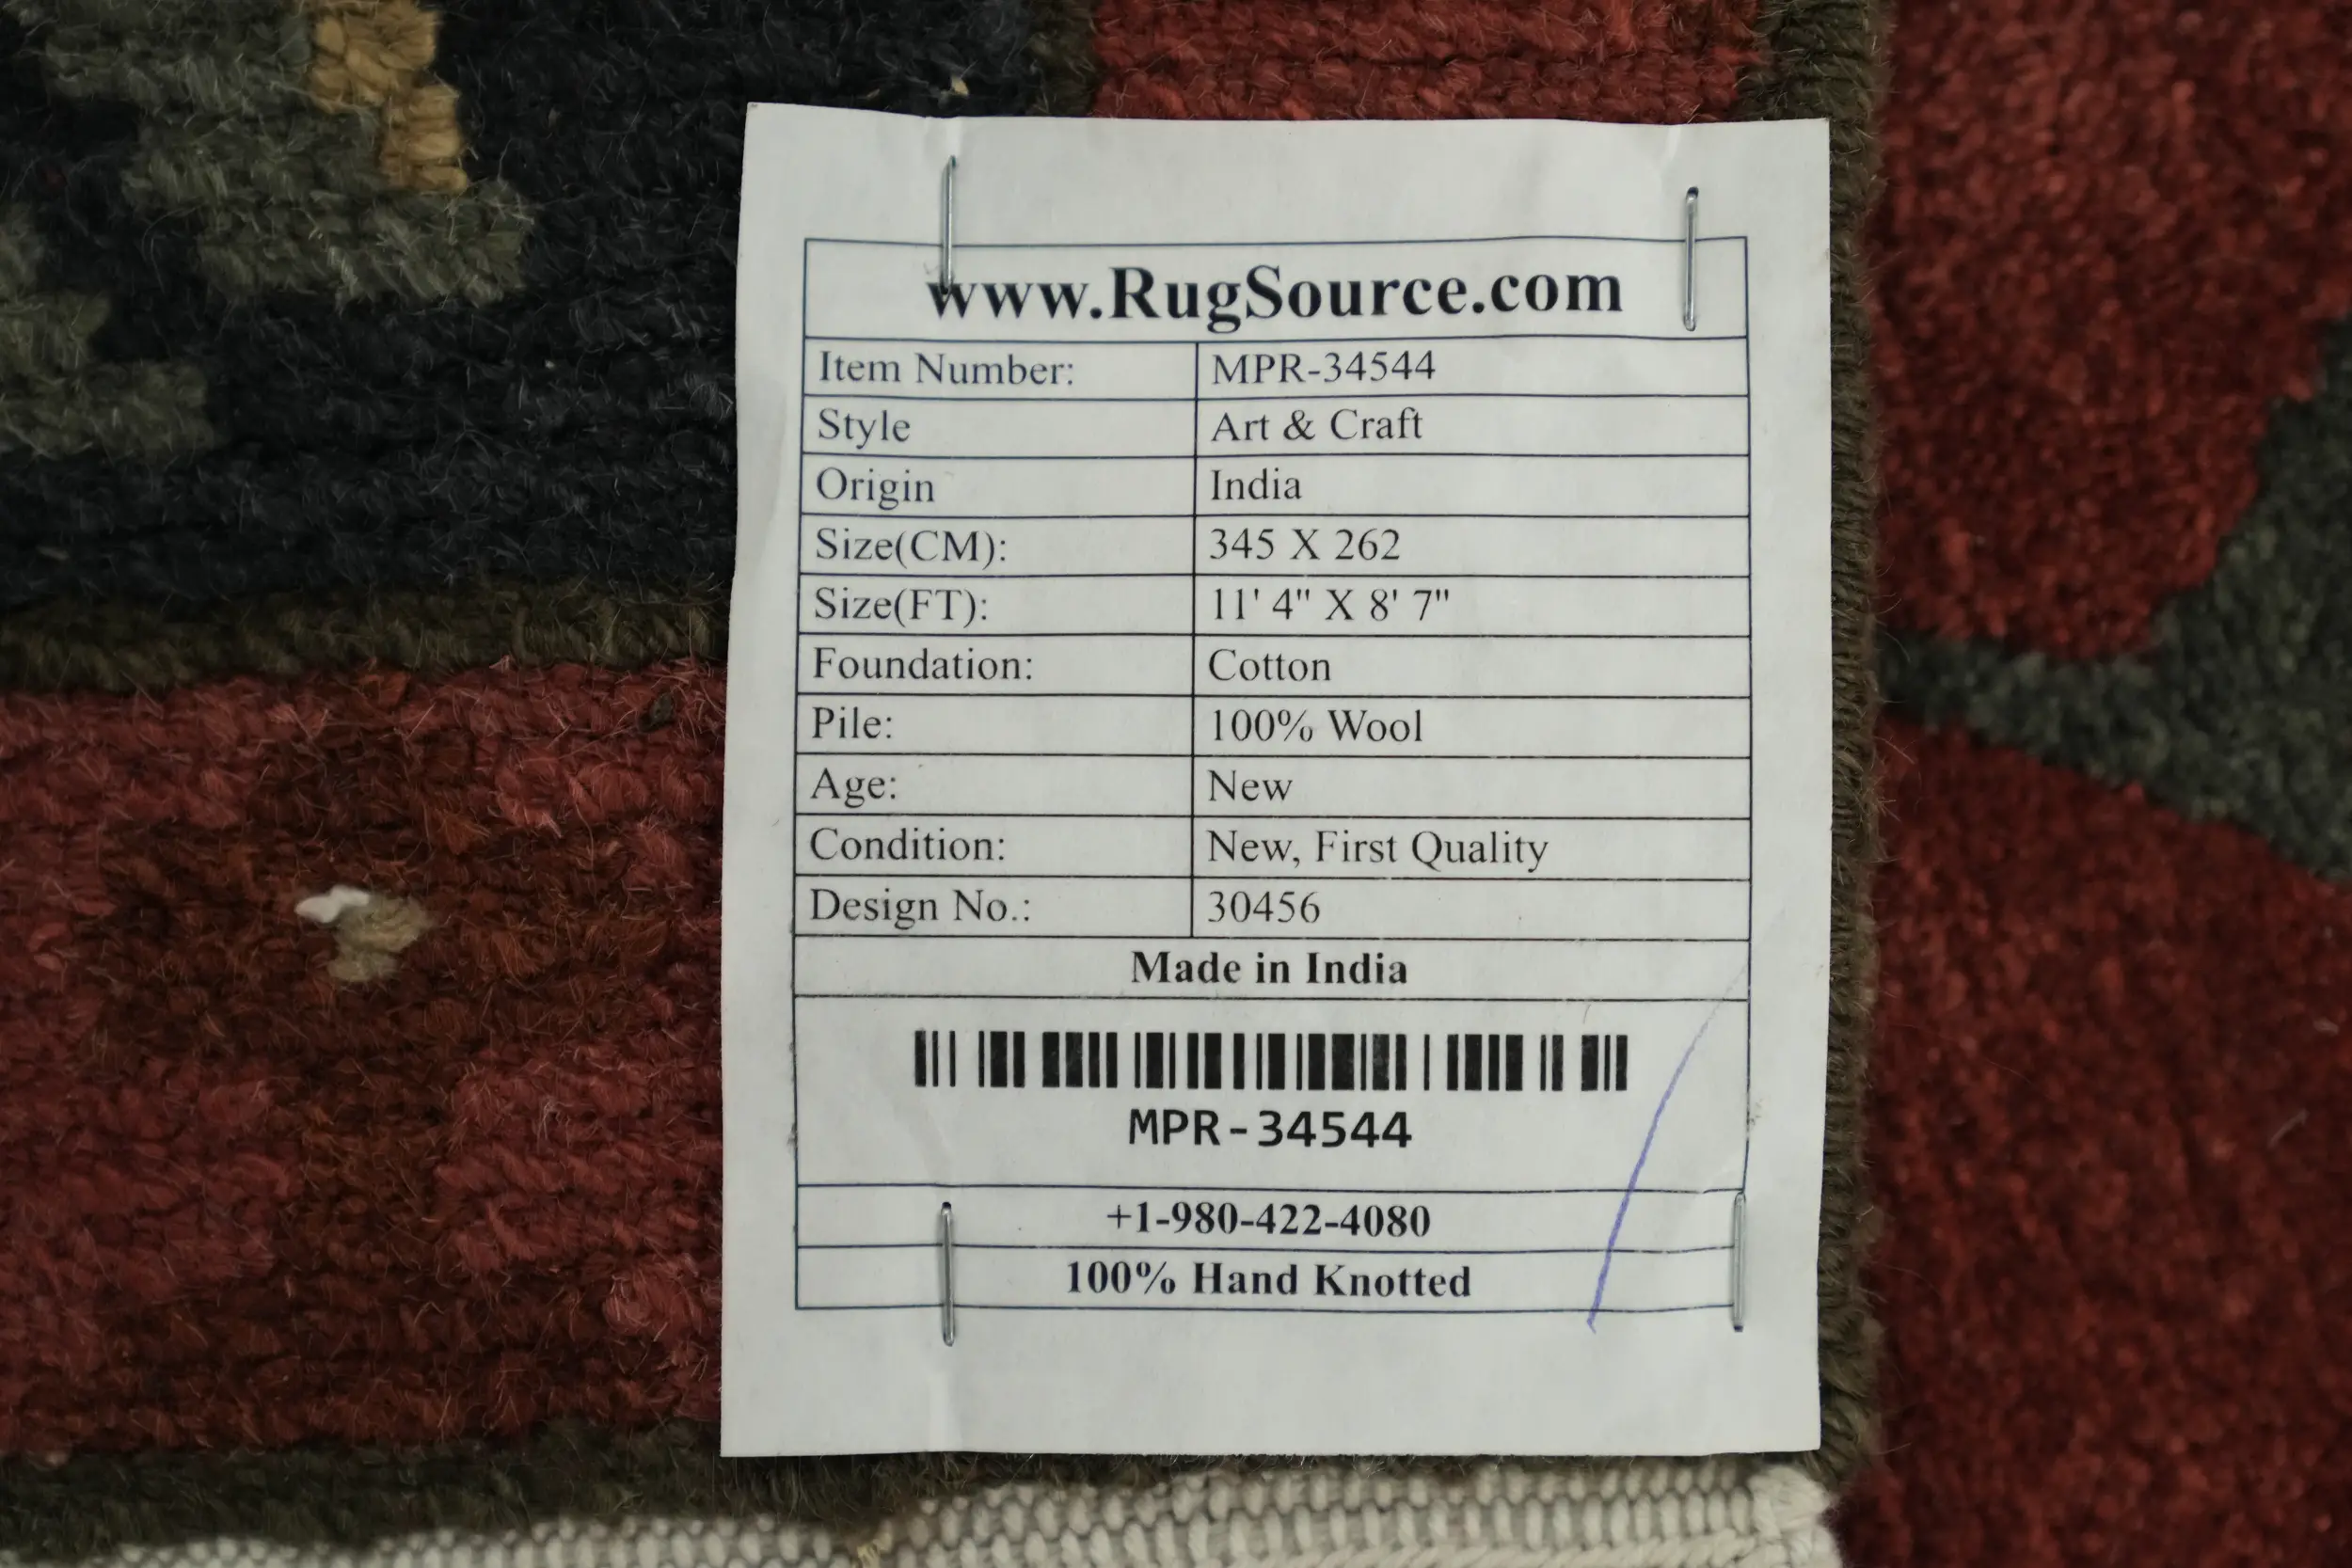 www.RugSource.com
Item Number: MPR-34544
Style Art & Craft
Origin India
Size(CM): 345 X 262
Size(FT): 11' 4" X 8' 7"
Foundation: Cotton
Pile: 100% Wool
Age: New
Condition: New, First Quality
Design No.: 30456
Made in India
MPR-34544
+1-980-422-4080
100% Hand Knotted